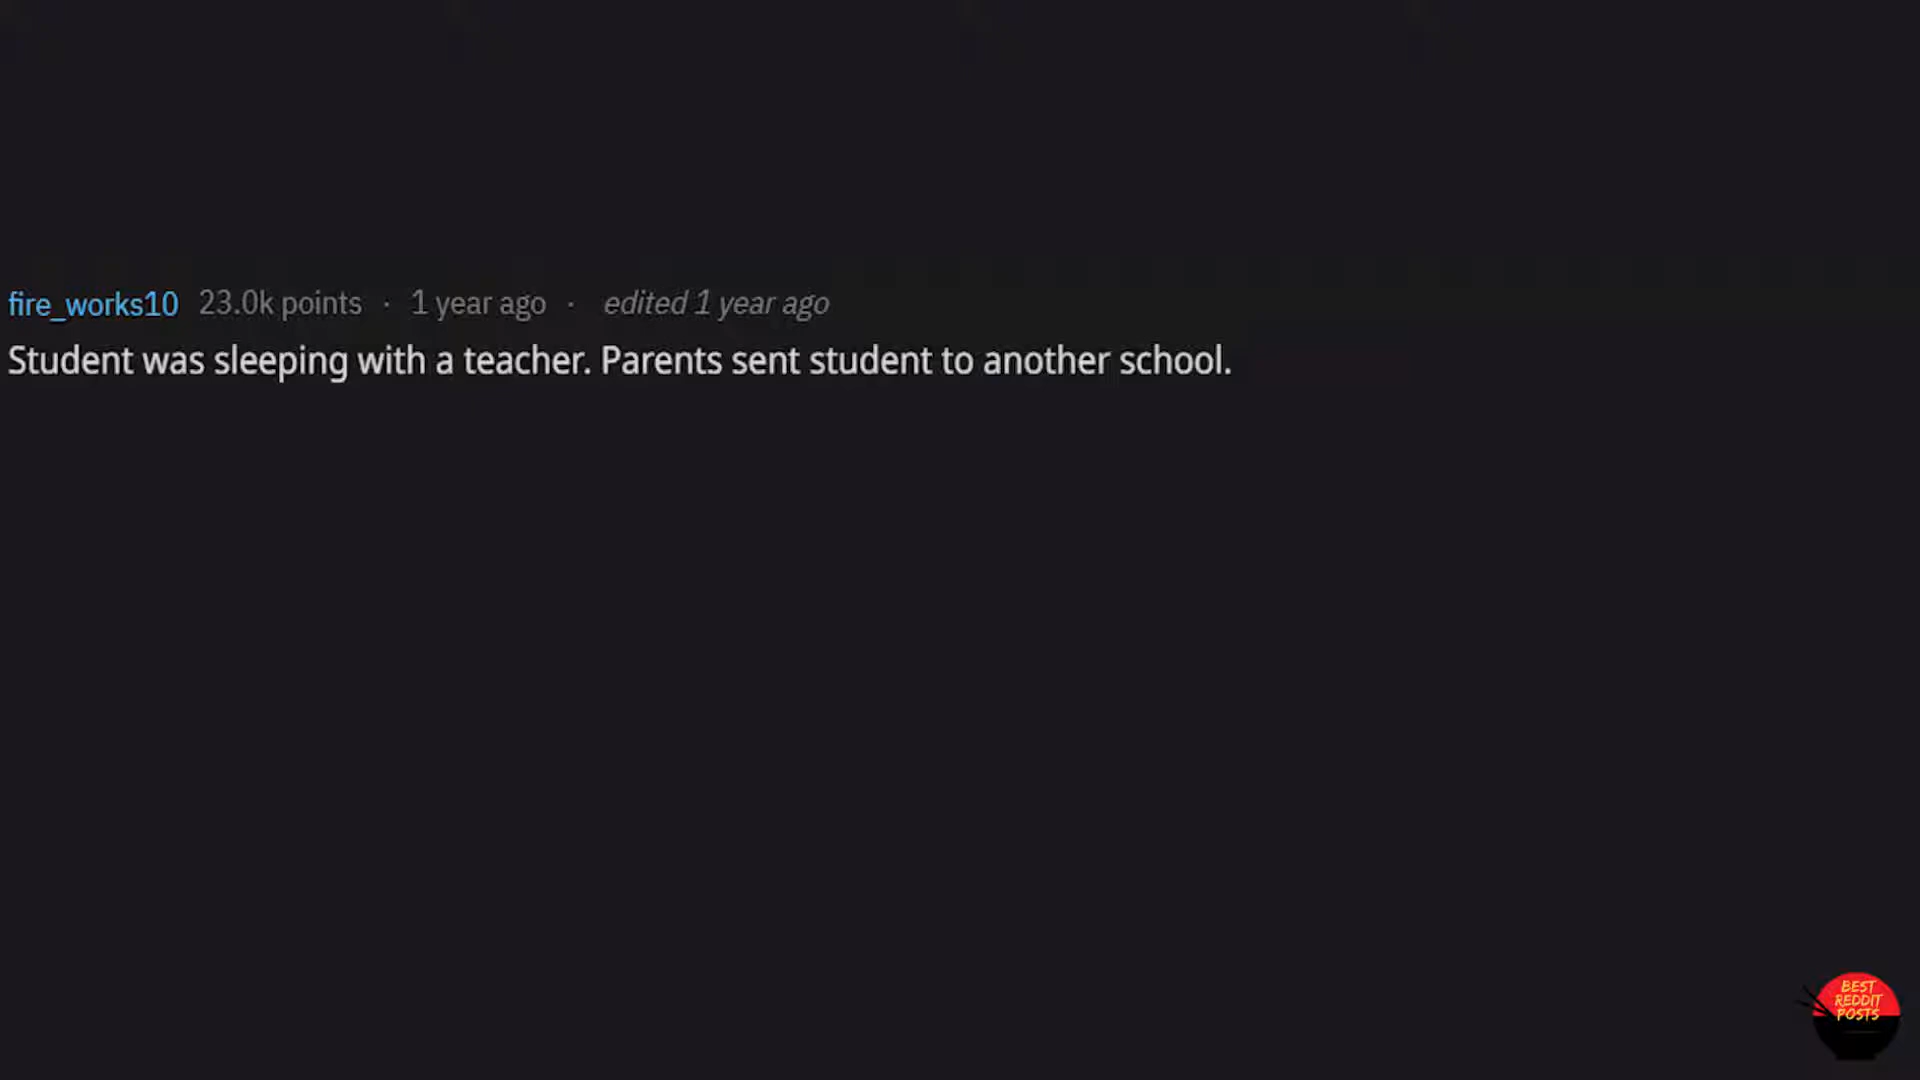 fire_works10 23.0k points · 1 year ago · edited 1 year ago
Student was sleeping with a teacher. Parents sent student to another school.
BEST
REDDIT
POSTS